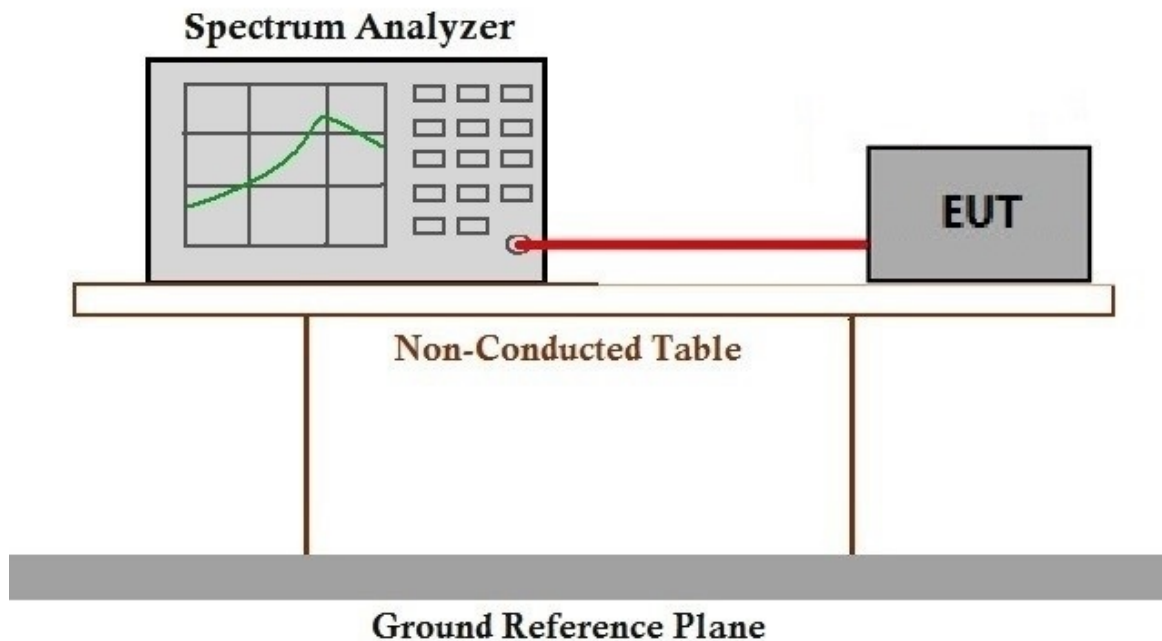 Spectrum Analyzer
EUT
Non-Conducted Table
Ground Reference Plane